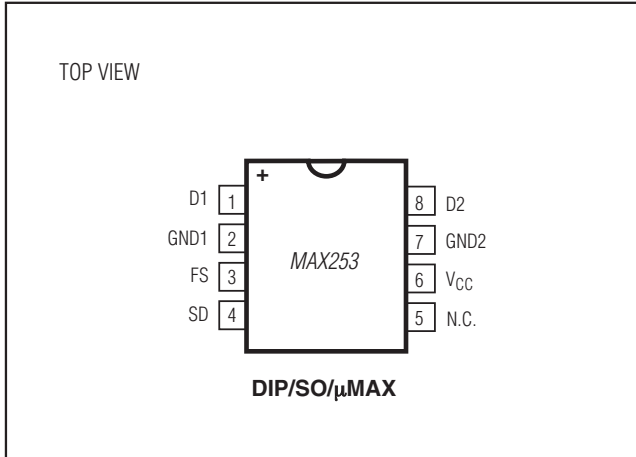 TOP VIEW
+
D1 1
8 D2
GND1 2
7 GND2
MAX253
FS 3
6 VCC
SD 4
5 N.C.
DIP/SO/μMAX